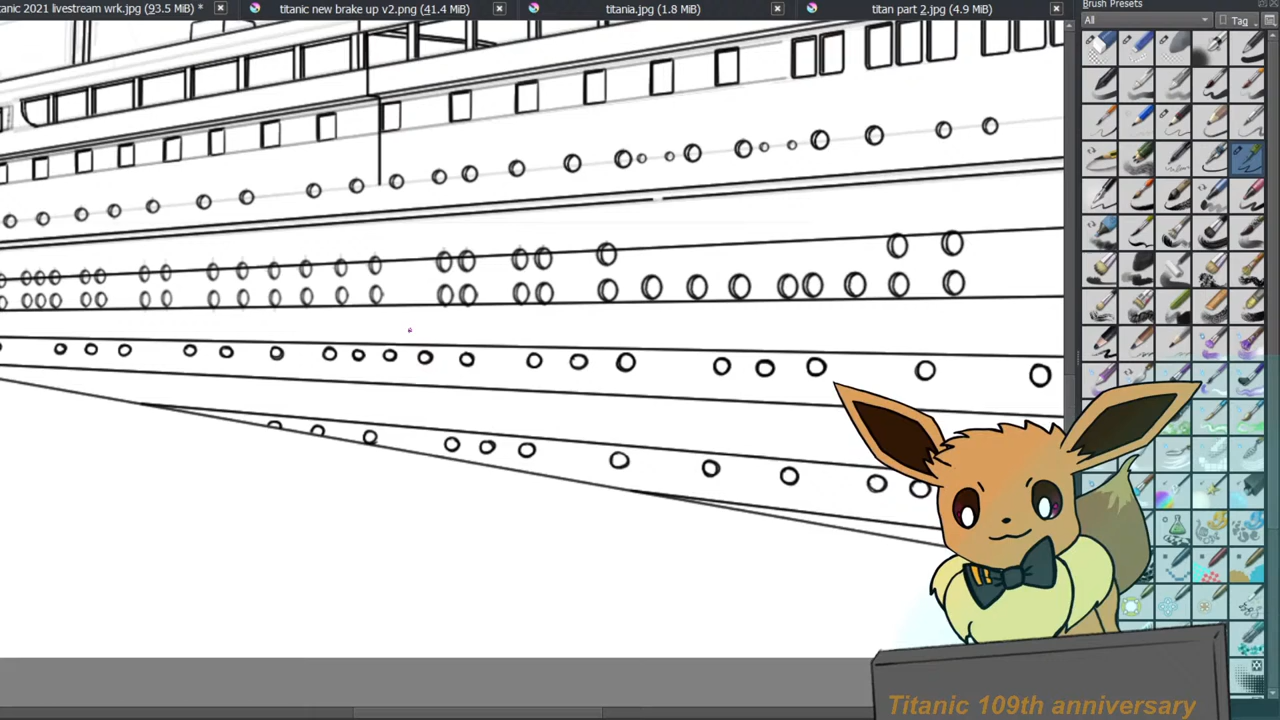 tanic 2021 livestream wrk.jpg (93.5 MiB) *
titanic new brake up v2.png (41.4 MiB)
titania.jpg (1.8 MiB)
titan part 2.jpg (4.9 MiB)
Brush Presets
All
Tag
Titanic 109th anniversary